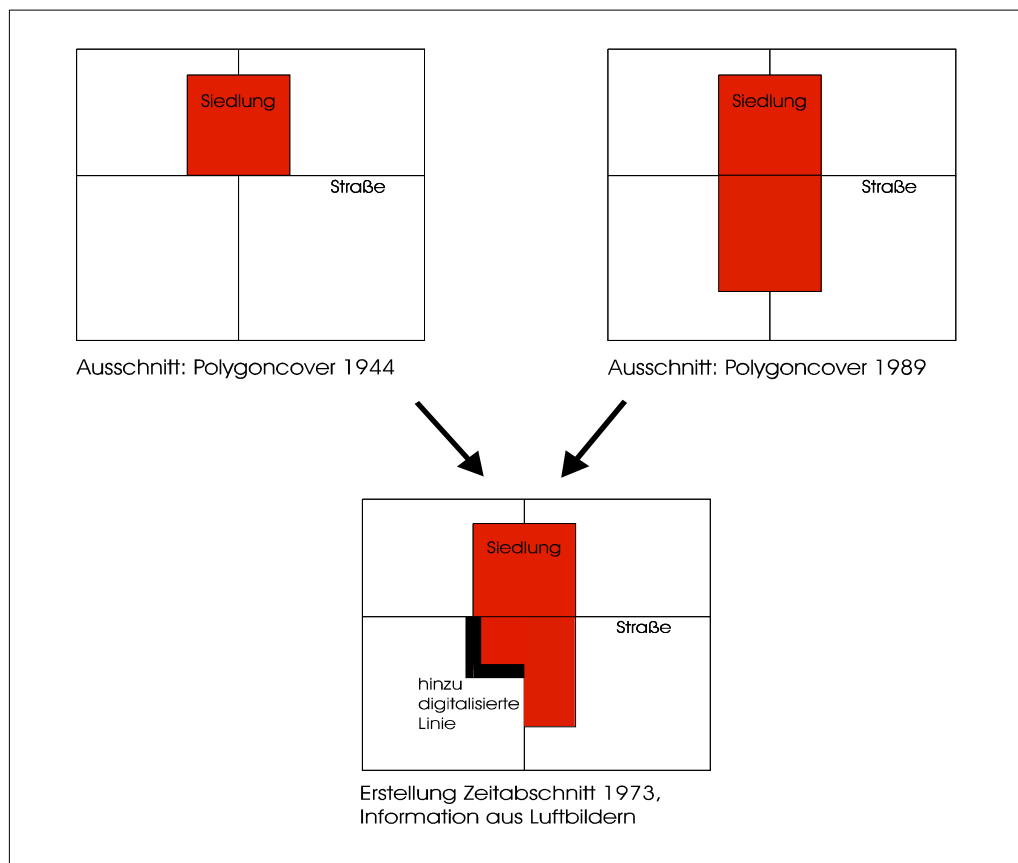 Siedlung
Straße
Ausschnitt: Polygoncover 1944
Siedlung
Straße
Ausschnitt: Polygoncover 1989
Siedlung
Straße
hinzu
digitalisierte
Linie
Erstellung Zeitabschnitt 1973,
Information aus Luftbildern